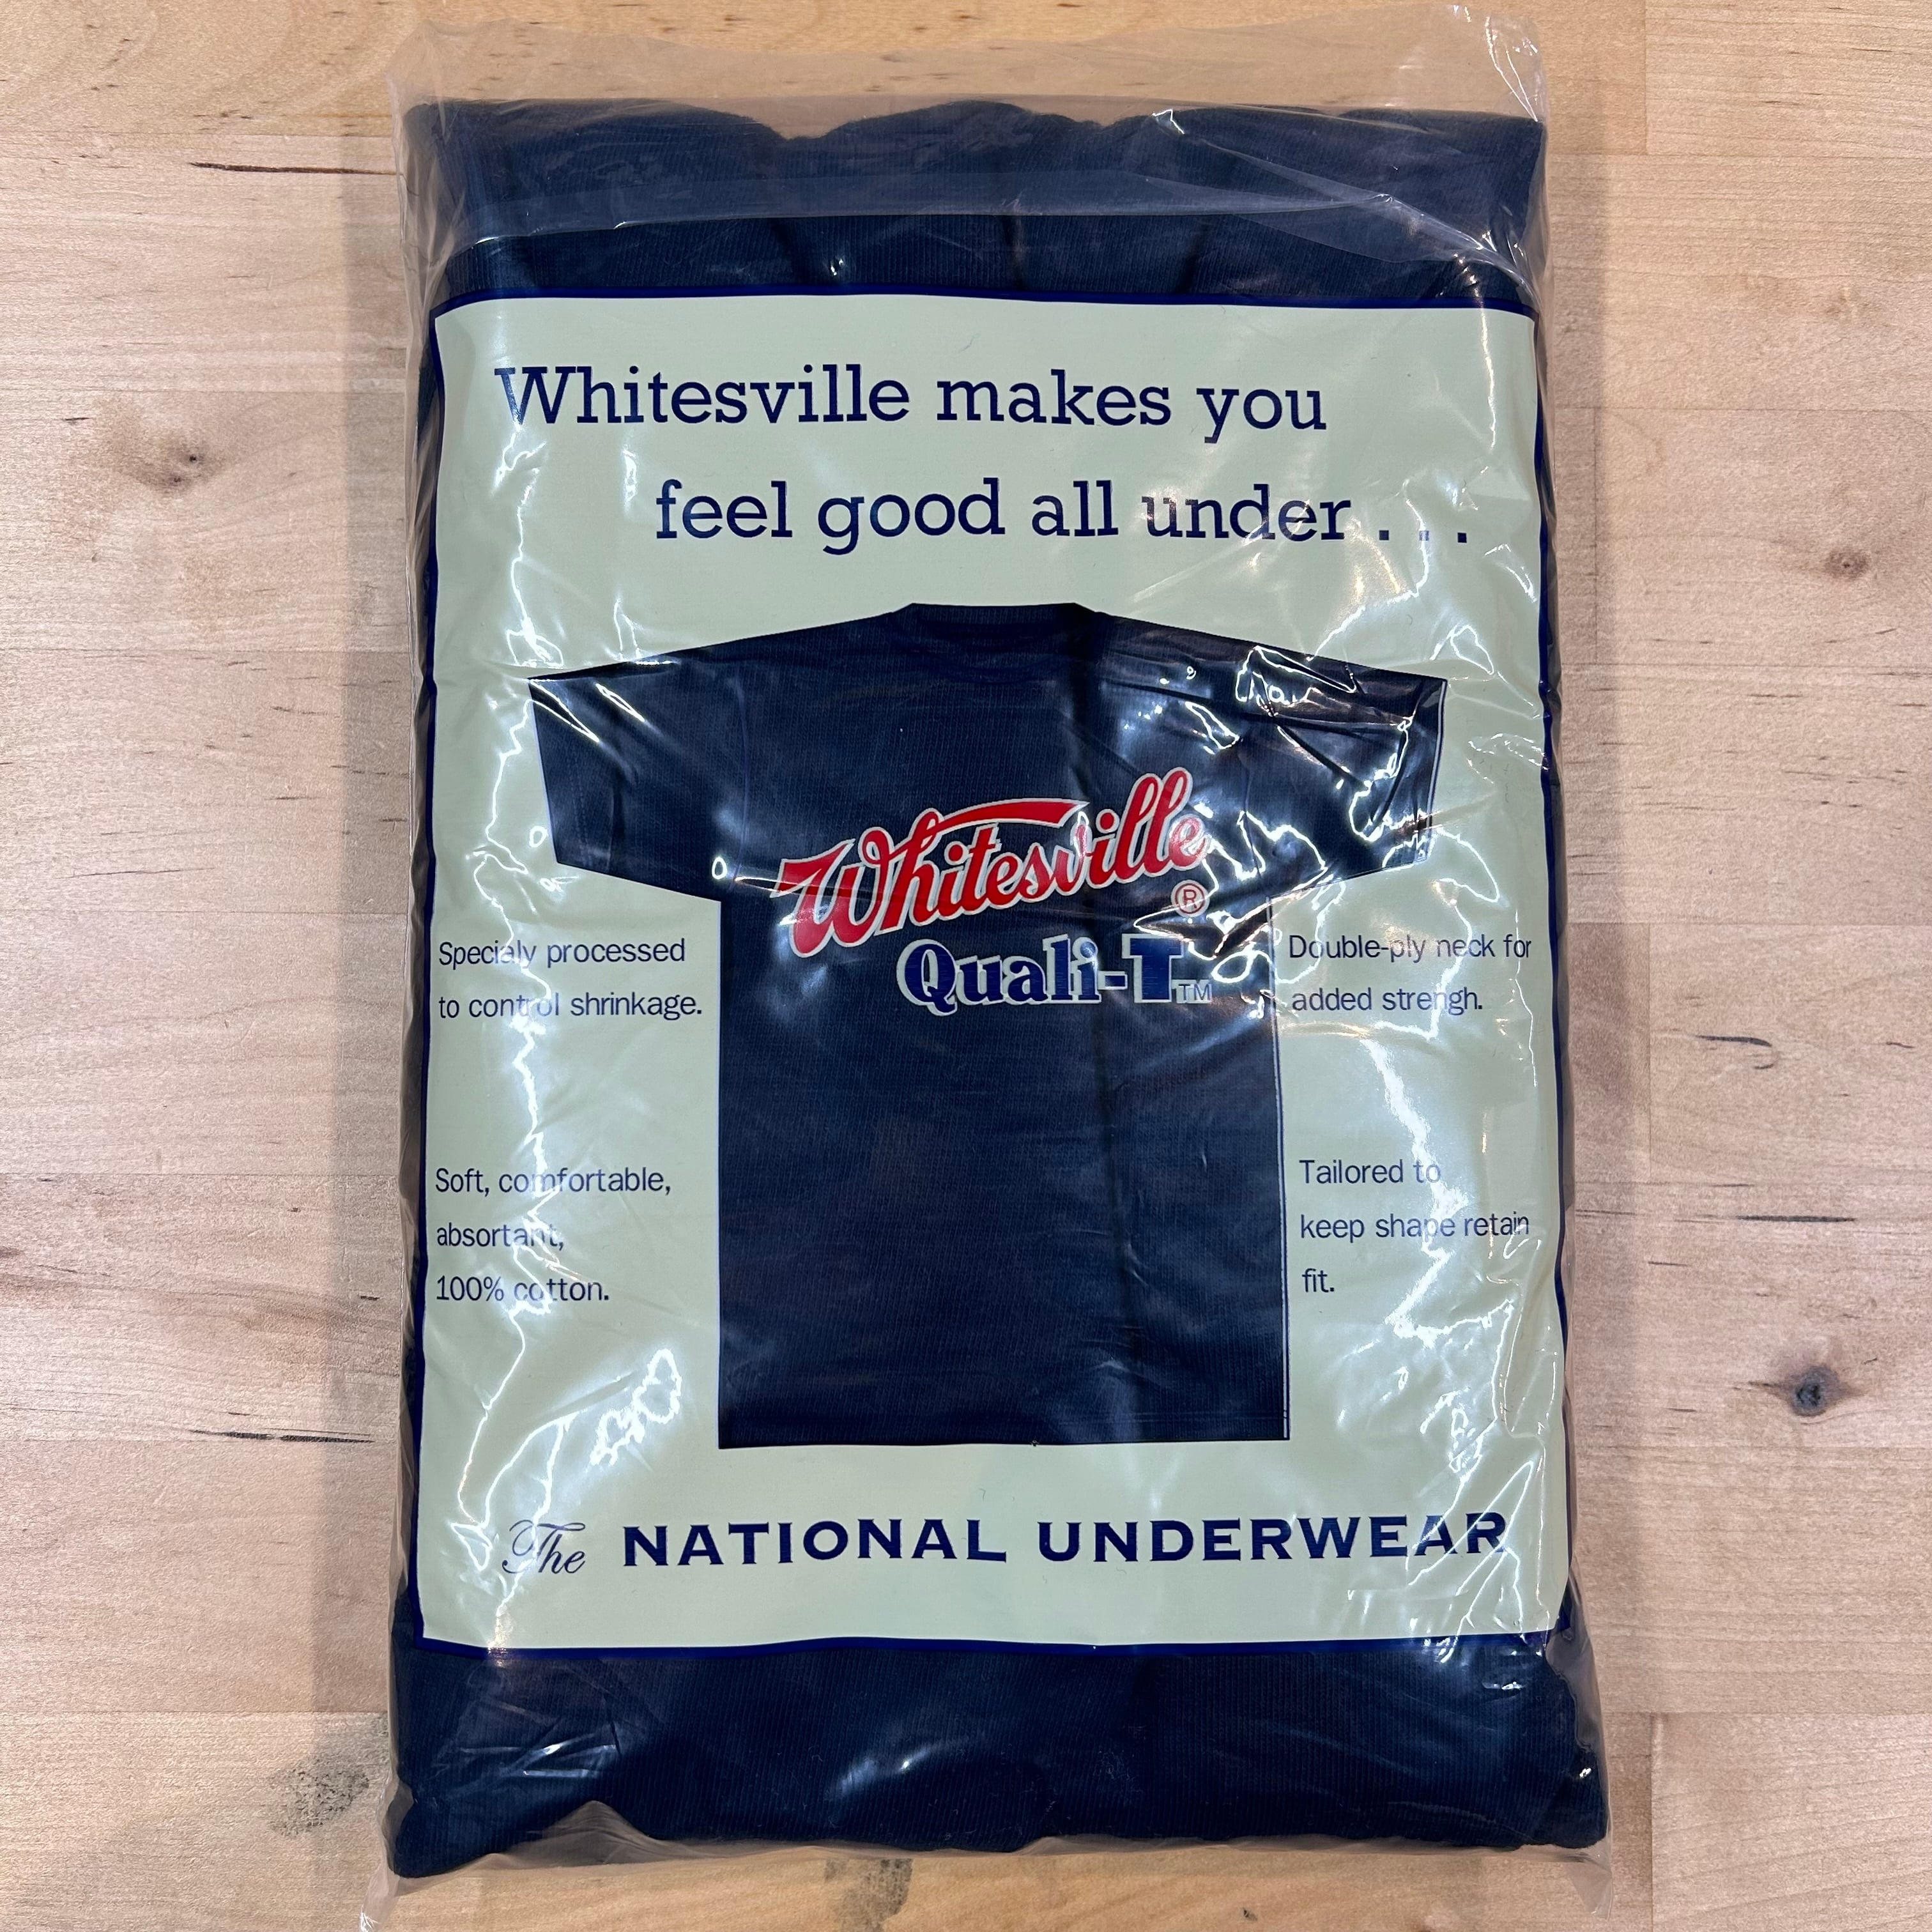 Whitesville makes you
feel good all under . . .
Whitesville ®
Quali-T™
Specialy processed
to control shrinkage.
Double-ply neck for
added strengh.
Soft, comfortable,
absortant,
100% cotton.
Tailored to
keep shape retain
fit.
The NATIONAL UNDERWEAR